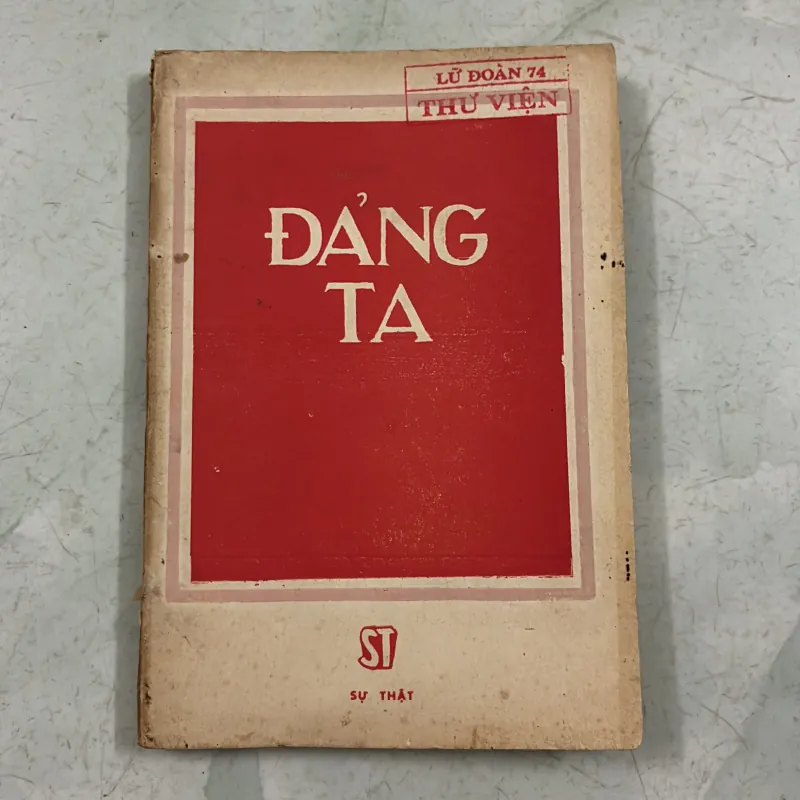 LỮ ĐOÀN 74
THƯ VIỆN
ĐẢNG
TA
ST
SỰ THẬT